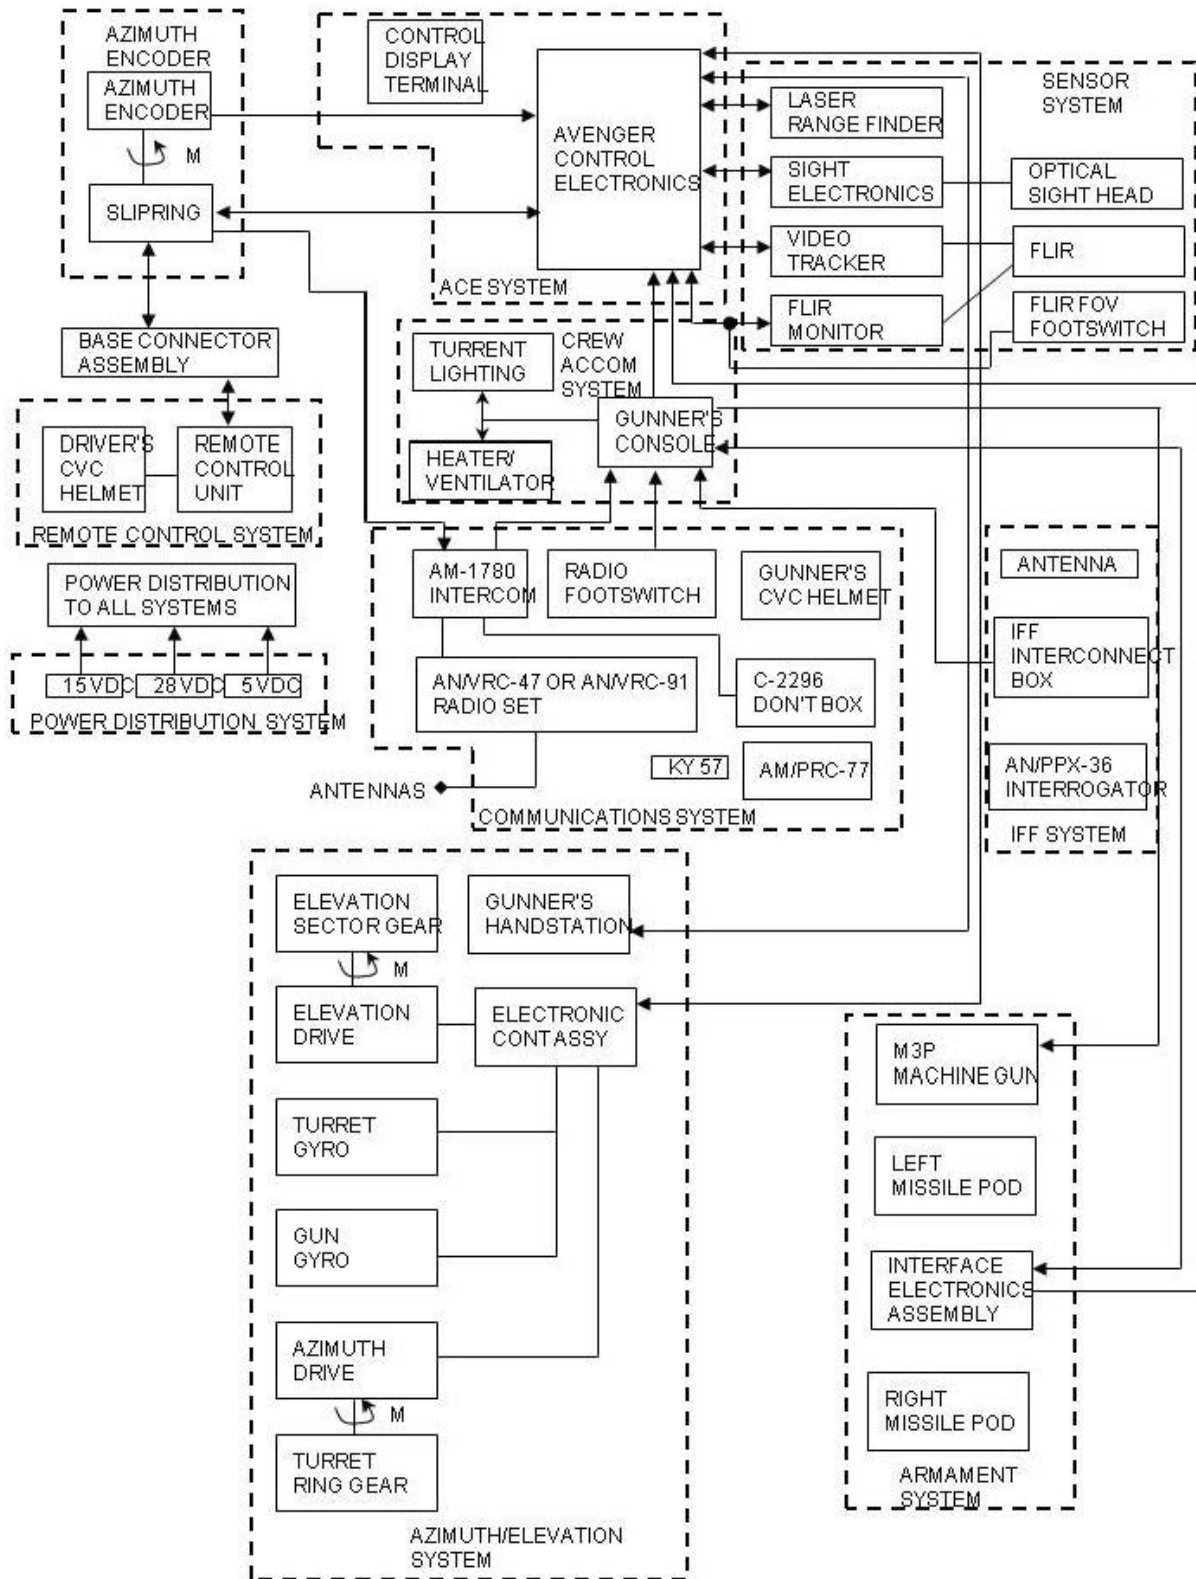 AZIMUTH
ENCODER
AZIMUTH
ENCODER
M
SLIPRING
BASE CONNECTOR
ASSEMBLY
DRIVER'S
CVC
HELMET
REMOTE
CONTROL
UNIT
REMOTE CONTROL SYSTEM
POWER DISTRIBUTION
TO ALL SYSTEMS
15 VDC
28 VDC
5 VDC
POWER DISTRIBUTION SYSTEM
CONTROL
DISPLAY
TERMINAL
AVENGER
CONTROL
ELECTRONICS
ACE SYSTEM
SENSOR
SYSTEM
LASER
RANGE FINDER
SIGHT
ELECTRONICS
OPTICAL
SIGHT HEAD
VIDEO
TRACKER
FLIR
FLIR
MONITOR
FLIR FOV
FOOTSWITCH
TURRENT
LIGHTING
CREW
ACCOM
SYSTEM
GUNNER'S
CONSOLE
HEATER/
VENTILATOR
AM-1780
INTERCOM
RADIO
FOOTSWITCH
GUNNER'S
CVC HELMET
AN/VRC-47 OR AN/VRC-91
RADIO SET
C-2296
DON'T BOX
KY 57
AM/PRC-77
ANTENNAS
COMMUNICATIONS SYSTEM
ANTENNA
IFF
INTERCONNECT
BOX
AN/PPX-36
INTERROGATOR
IFF SYSTEM
ELEVATION
SECTOR GEAR
M
GUNNER'S
HANDSTATION
ELEVATION
DRIVE
ELECTRONIC
CONT ASSY
TURRET
GYRO
GUN
GYRO
AZIMUTH
DRIVE
M
TURRET
RING GEAR
AZIMUTH/ELEVATION
SYSTEM
M3P
MACHINE GUN
LEFT
MISSILE POD
INTERFACE
ELECTRONICS
ASSEMBLY
RIGHT
MISSILE POD
ARMAMENT
SYSTEM